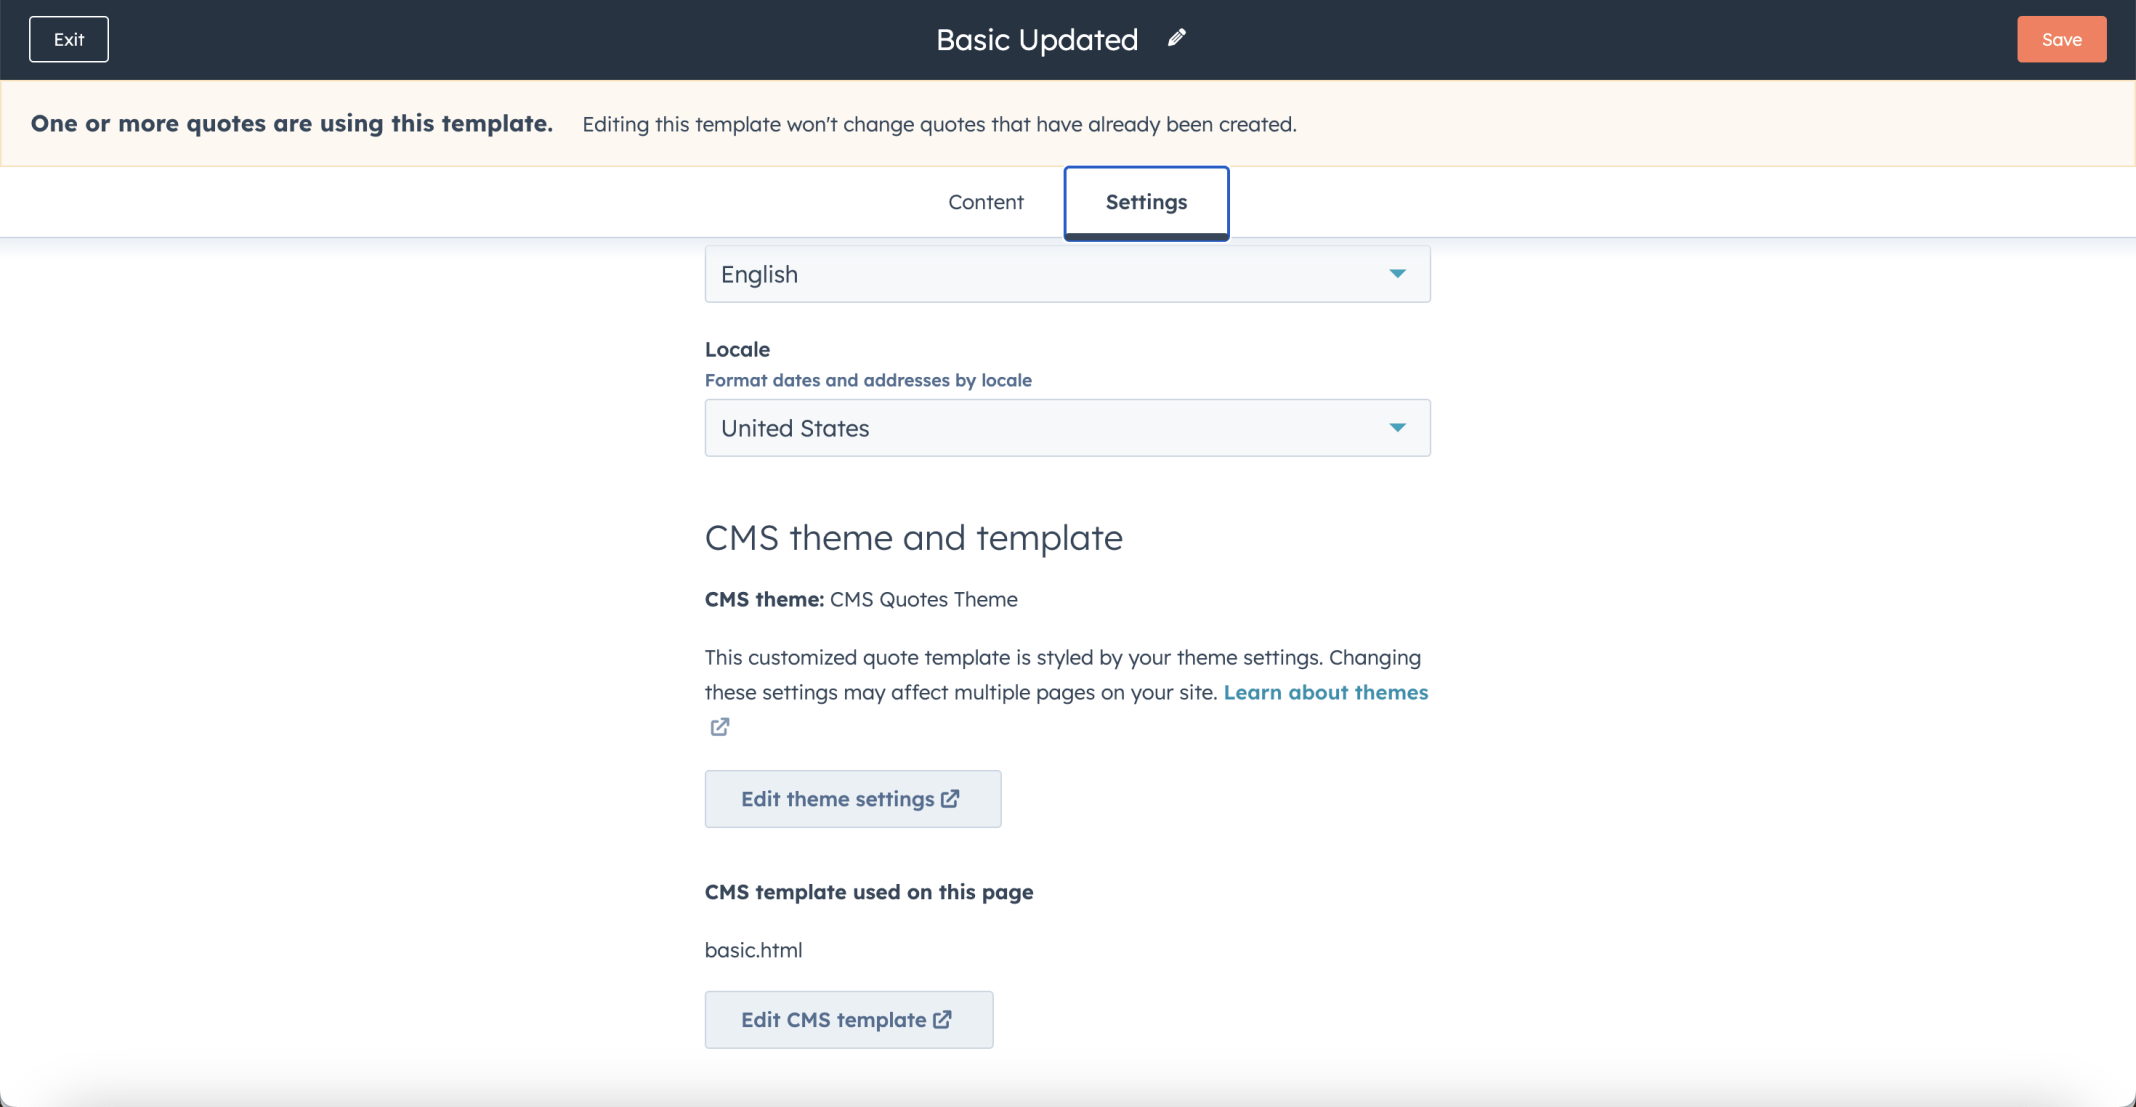 Exit
Basic Updated
Save
One or more quotes are using this template. Editing this template won't change quotes that have already been created.
Content
Settings
English
Locale
Format dates and addresses by locale
United States
CMS theme and template
CMS theme: CMS Quotes Theme
This customized quote template is styled by your theme settings. Changing
these settings may affect multiple pages on your site. Learn about themes
Edit theme settings
CMS template used on this page
basic.html
Edit CMS template